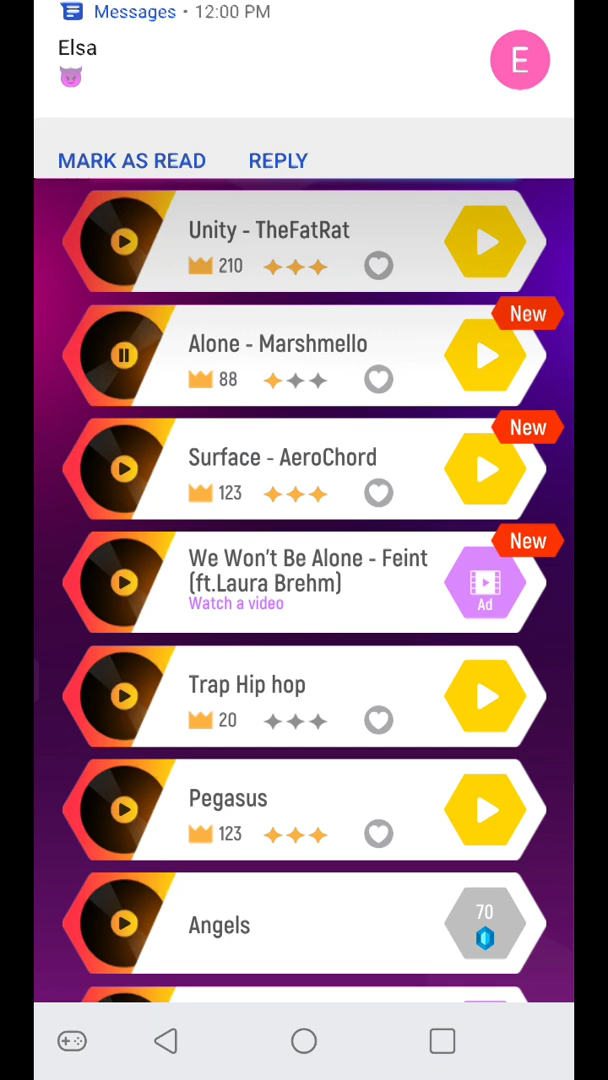 Messages • 12:00 PM
Elsa
😈
E
MARK AS READ REPLY
Unity - TheFatRat
210
New
Alone - Marshmello
88
New
Surface - AeroChord
123
New
We Won't Be Alone - Feint
(ft.Laura Brehm)
Watch a video
Ad
Trap Hip hop
20
Pegasus
123
Angels
70